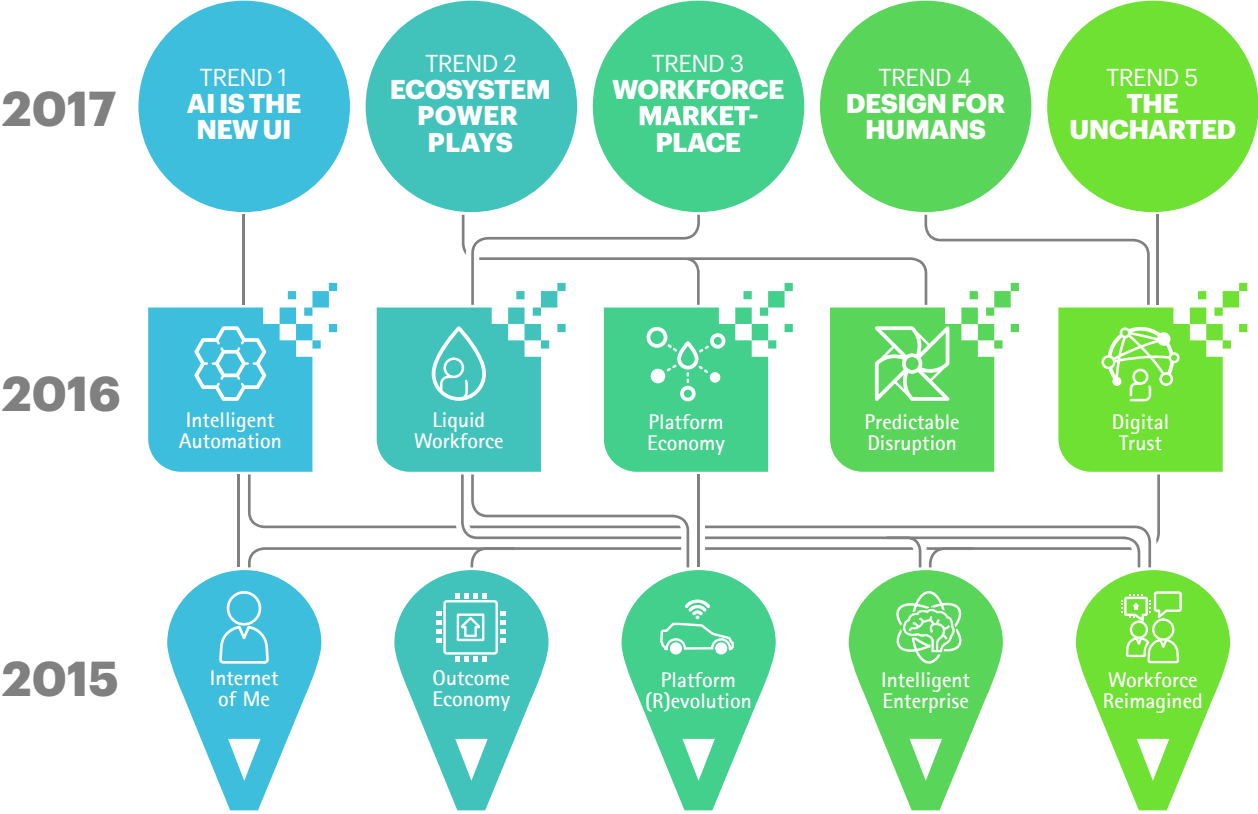 2017
TREND 1
AI IS THE
NEW UI
TREND 2
ECOSYSTEM
POWER
PLAYS
TREND 3
WORKFORCE
MARKET-
PLACE
TREND 4
DESIGN FOR
HUMANS
TREND 5
THE
UNCHARTED
2016
Intelligent
Automation
Liquid
Workforce
Platform
Economy
Predictable
Disruption
Digital
Trust
2015
Internet
of Me
Outcome
Economy
Platform
(R)evolution
Intelligent
Enterprise
Workforce
Reimagined